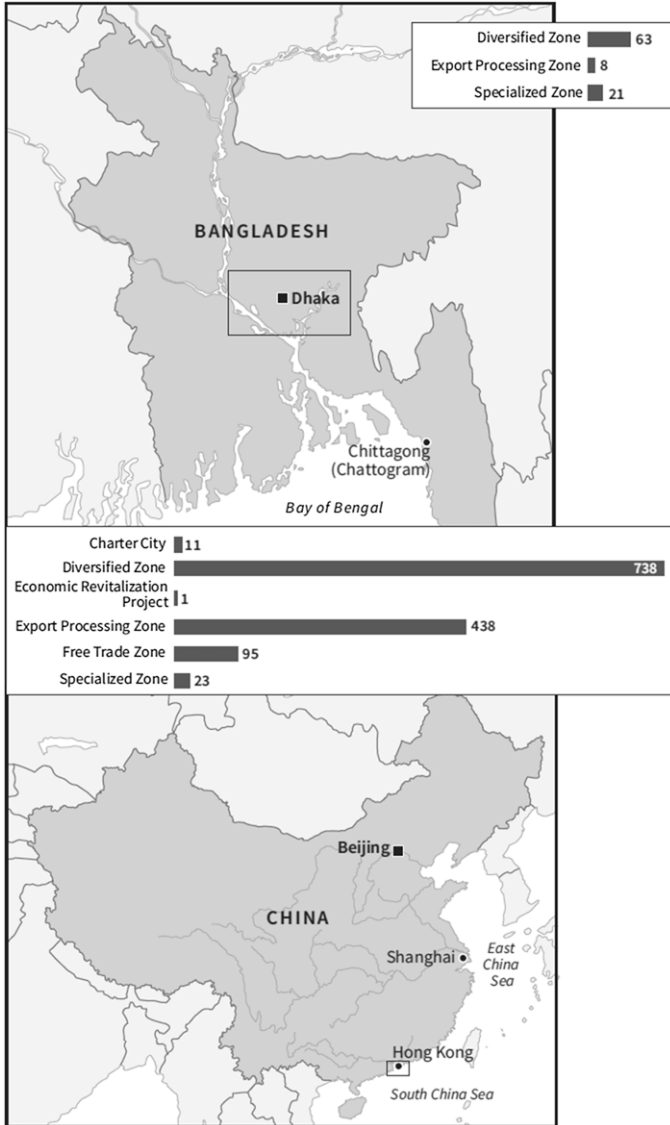 Diversified Zone 63
Export Processing Zone 8
Specialized Zone 21
BANGLADESH
Dhaka
Chittagong
(Chattogram)
Bay of Bengal
Charter City 11
Diversified Zone 738
Economic Revitalization
Project 1
Export Processing Zone 438
Free Trade Zone 95
Specialized Zone 23
Beijing
CHINA
Shanghai
East
China
Sea
Hong Kong
South China Sea